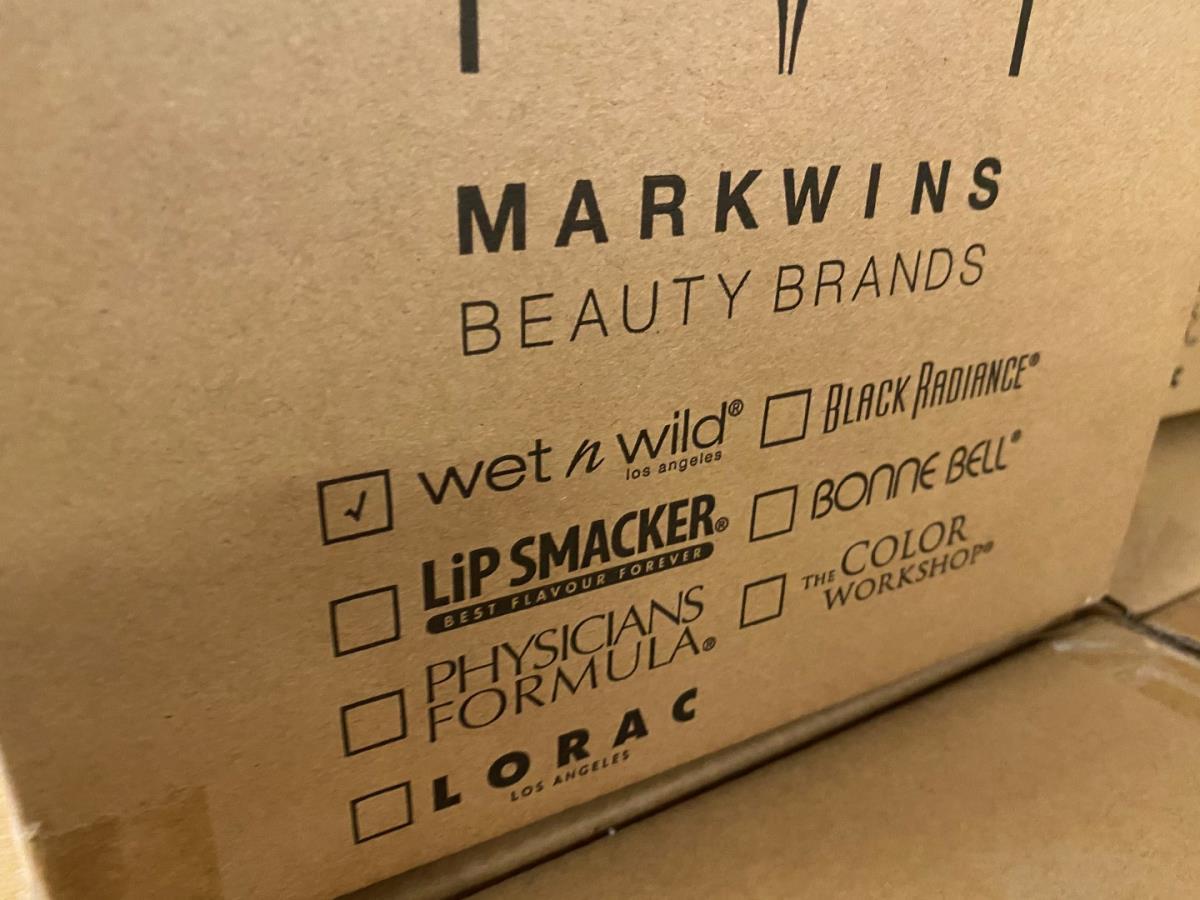 MARKWINS
BEAUTY BRANDS
✓ wet n wild®
los angeles
BLACK RADIANCE®
LiP SMACKER®
BEST FLAVOUR FOREVER
BONNE BELL®
PHYSICIANS
FORMULA®
THE COLOR
WORKSHOP®
LORAC
LOS ANGELES